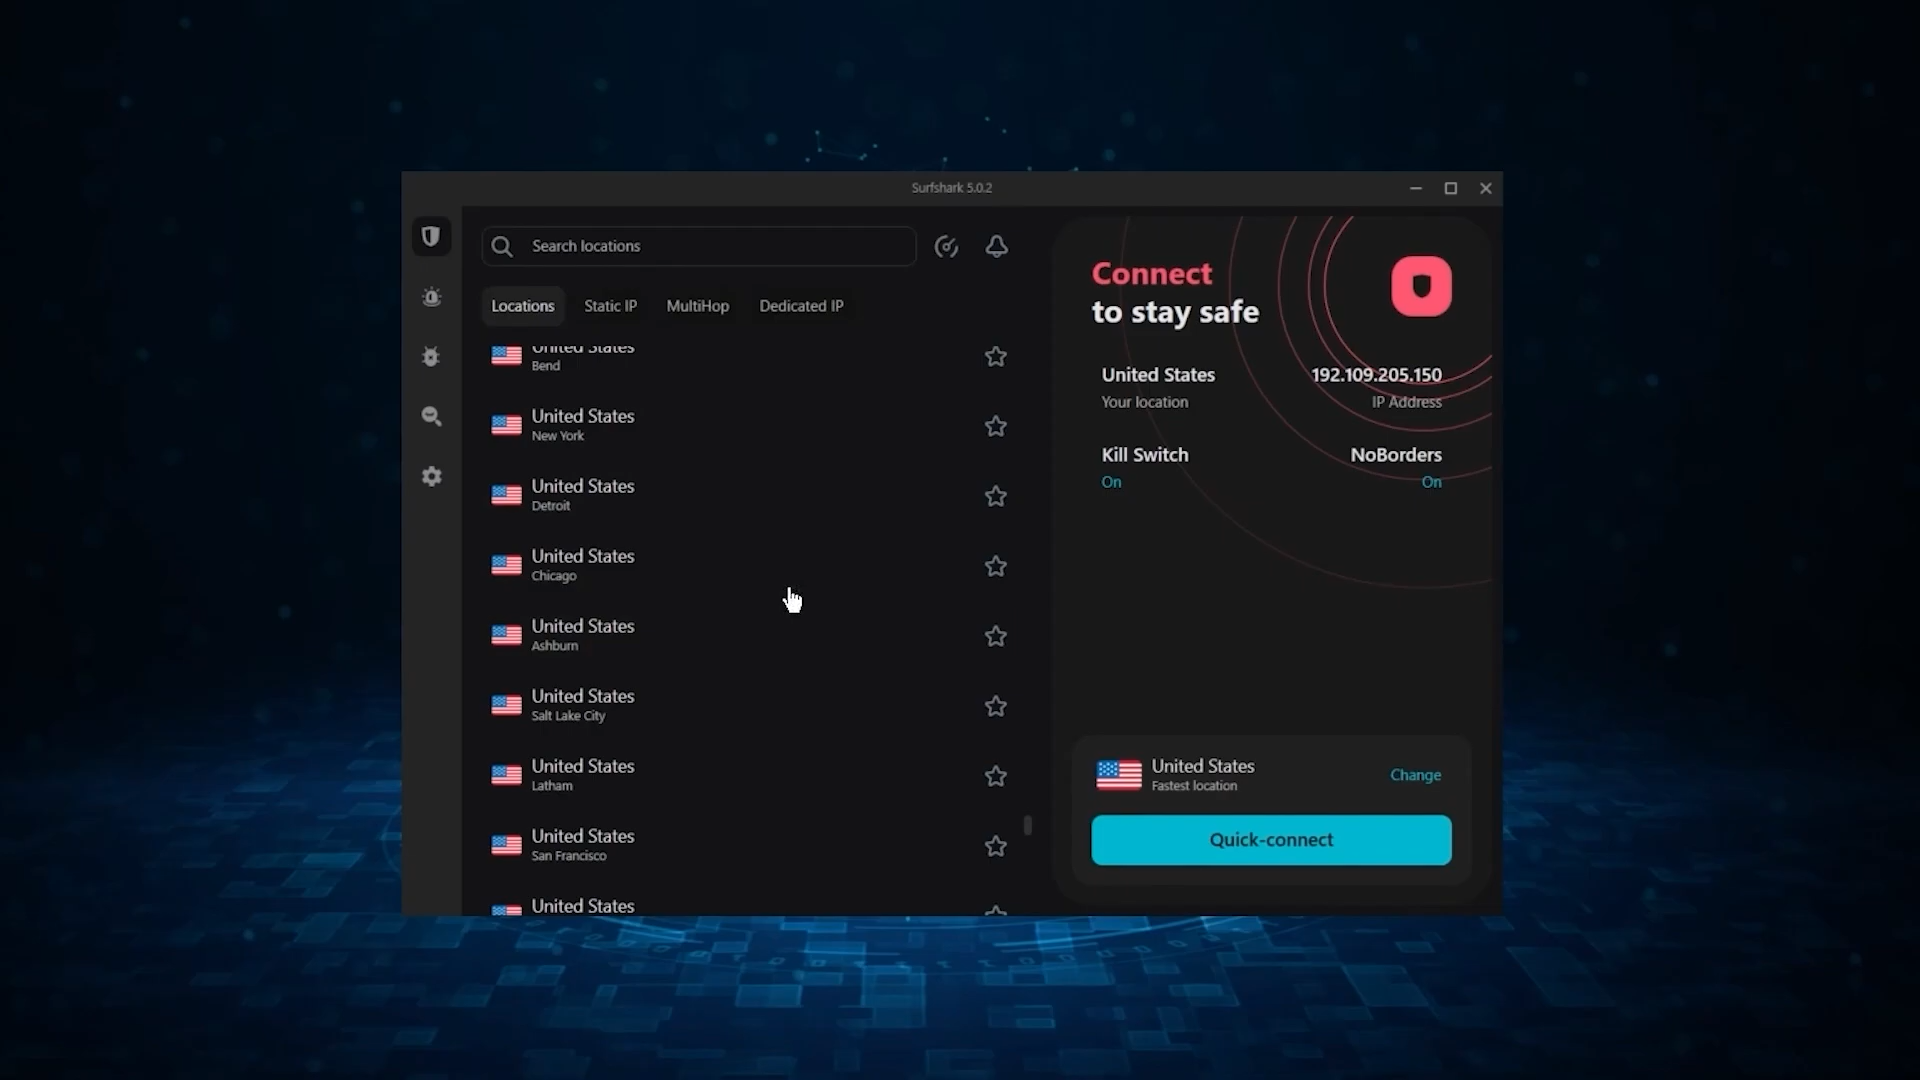 Surfshark 5.0.2
Search locations
Locations
Static IP
MultiHop
Dedicated IP
United States
Bend
United States
New York
United States
Detroit
United States
Chicago
United States
Ashburn
United States
Salt Lake City
United States
Latham
United States
San Francisco
United States
Connect
to stay safe
United States
192.109.205.150
Your location
IP Address
Kill Switch
NoBorders
On
On
United States
Fastest location
Change
Quick-connect